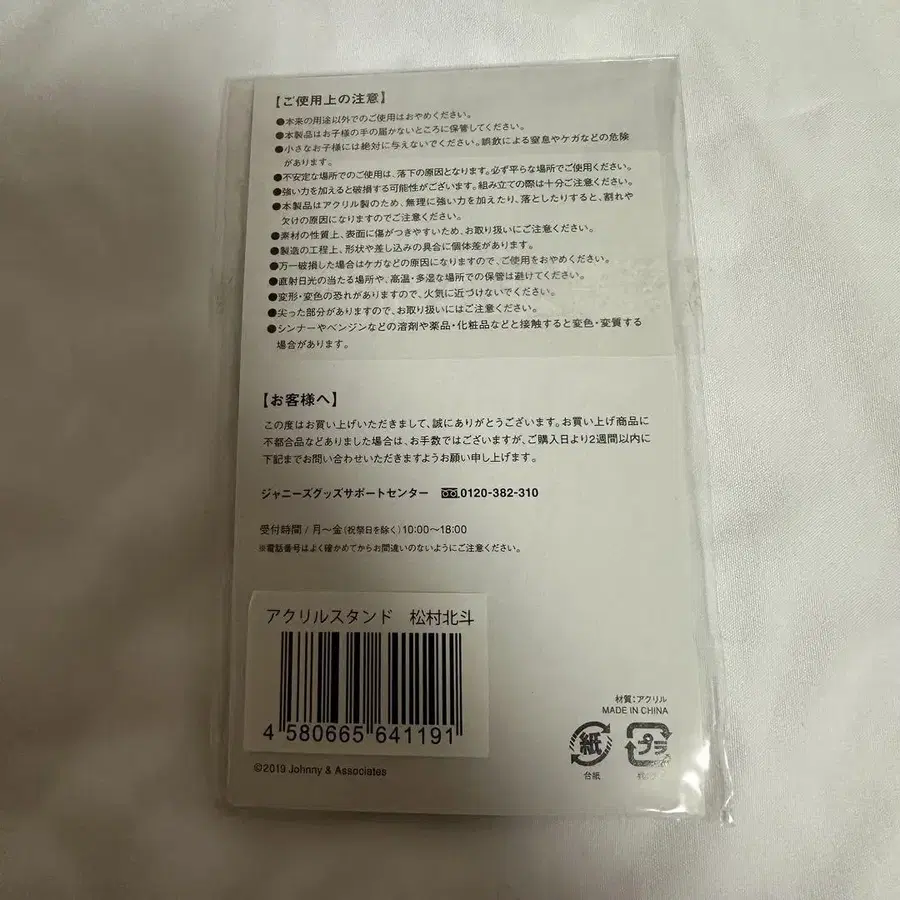 【ご使用上の注意】
●本来の用途以外でのご使用はおやめください。
●本製品はお子様の手の届かないところに保管してください。
●小さなお子様には絶対に与えないでください。誤飲による窒息やケガなどの危険
があります。
●不安定な場所でのご使用は、落下の原因となります。必ず平らな場所でご使用ください。
●強い力を加えると破損する可能性がございます。組み立ての際は十分ご注意ください。
●本製品はアクリル製のため、無理に強い力を加えたり、落としたりすると、割れや
欠けの原因になりますのでご注意ください。
●素材の性質上、表面に傷がつきやすいため、お取り扱いにご注意ください。
●製造の工程上、形状や差し込みの具合に個体差があります。
●万一破損した場合はケガなどの原因になりますので、ご使用をおやめください。
●直射日光の当たる場所や、高温・多湿な場所での保管は避けてください。
●変形・変色の恐れがありますので、火気に近づけないでください。
●尖った部分がありますので、お取り扱いにはご注意ください。
●シンナーやベンジンなどの溶剤や薬品・化粧品などと接触すると変色・変質する
場合があります。
【お客様へ】
この度はお買い上げいただきまして、誠にありがとうございます。お買い上げ商品に
不都合品などありました場合は、お手数ではございますが、ご購入日より2週間以内に
下記までお問い合わせいただきますようお願い申し上げます。
ジャニーズグッズサポートセンター 0120-382-310
受付時間 / 月〜金(祝祭日を除く)10:00〜18:00
※電話番号はよく確かめてからお間違いのないようにご注意ください。
アクリルスタンド 松村北斗
4 580665 641191
©2019 Johnny & Associates
材質:アクリル
MADE IN CHINA
紙 プラ
台紙